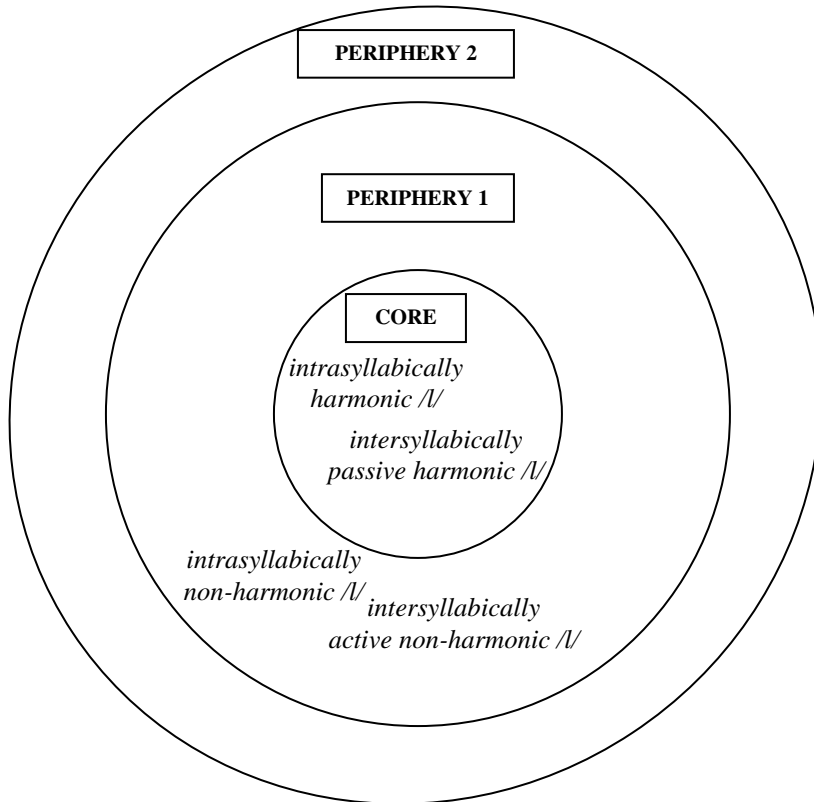 PERIPHERY 2
PERIPHERY 1
CORE
intrasyllabically
harmonic /l/
intersyllabically
passive harmonic /l/
intrasyllabically
non-harmonic /l/
intersyllabically
active non-harmonic /l/